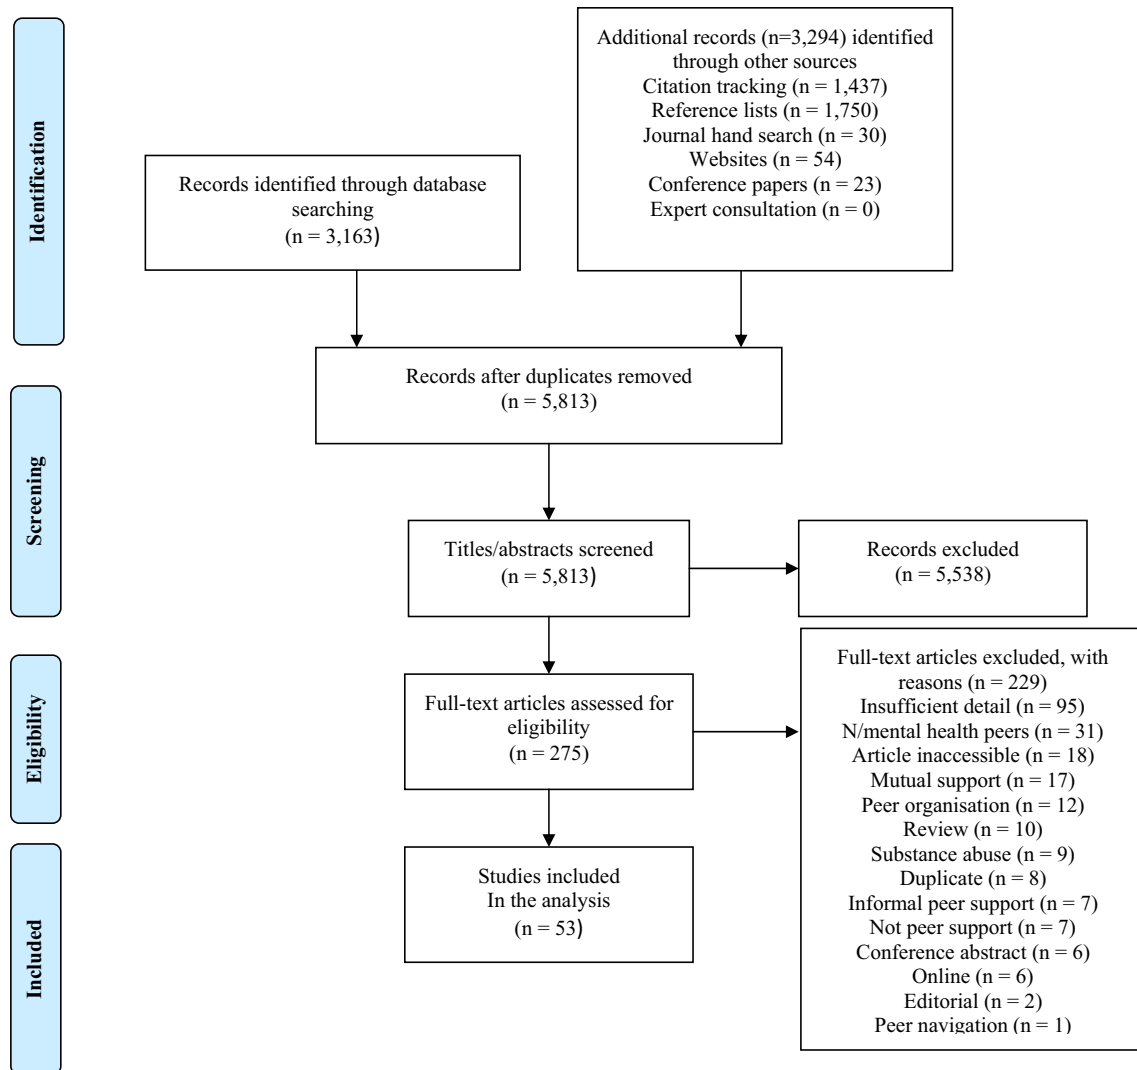 Identification
Additional records (n=3,294) identified
through other sources
Citation tracking (n = 1,437)
Reference lists (n = 1,750)
Journal hand search (n = 30)
Websites (n = 54)
Conference papers (n = 23)
Expert consultation (n = 0)
Records identified through database
searching
(n = 3,163)
Records after duplicates removed
(n = 5,813)
Screening
Titles/abstracts screened
(n = 5,813)
Records excluded
(n = 5,538)
Eligibility
Full-text articles assessed for
eligibility
(n = 275)
Full-text articles excluded, with
reasons (n = 229)
Insufficient detail (n = 95)
N/mental health peers (n = 31)
Article inaccessible (n = 18)
Mutual support (n = 17)
Peer organisation (n = 12)
Review (n = 10)
Substance abuse (n = 9)
Duplicate (n = 8)
Informal peer support (n = 7)
Not peer support (n = 7)
Conference abstract (n = 6)
Online (n = 6)
Editorial (n = 2)
Peer navigation (n = 1)
Included
Studies included
In the analysis
(n = 53)